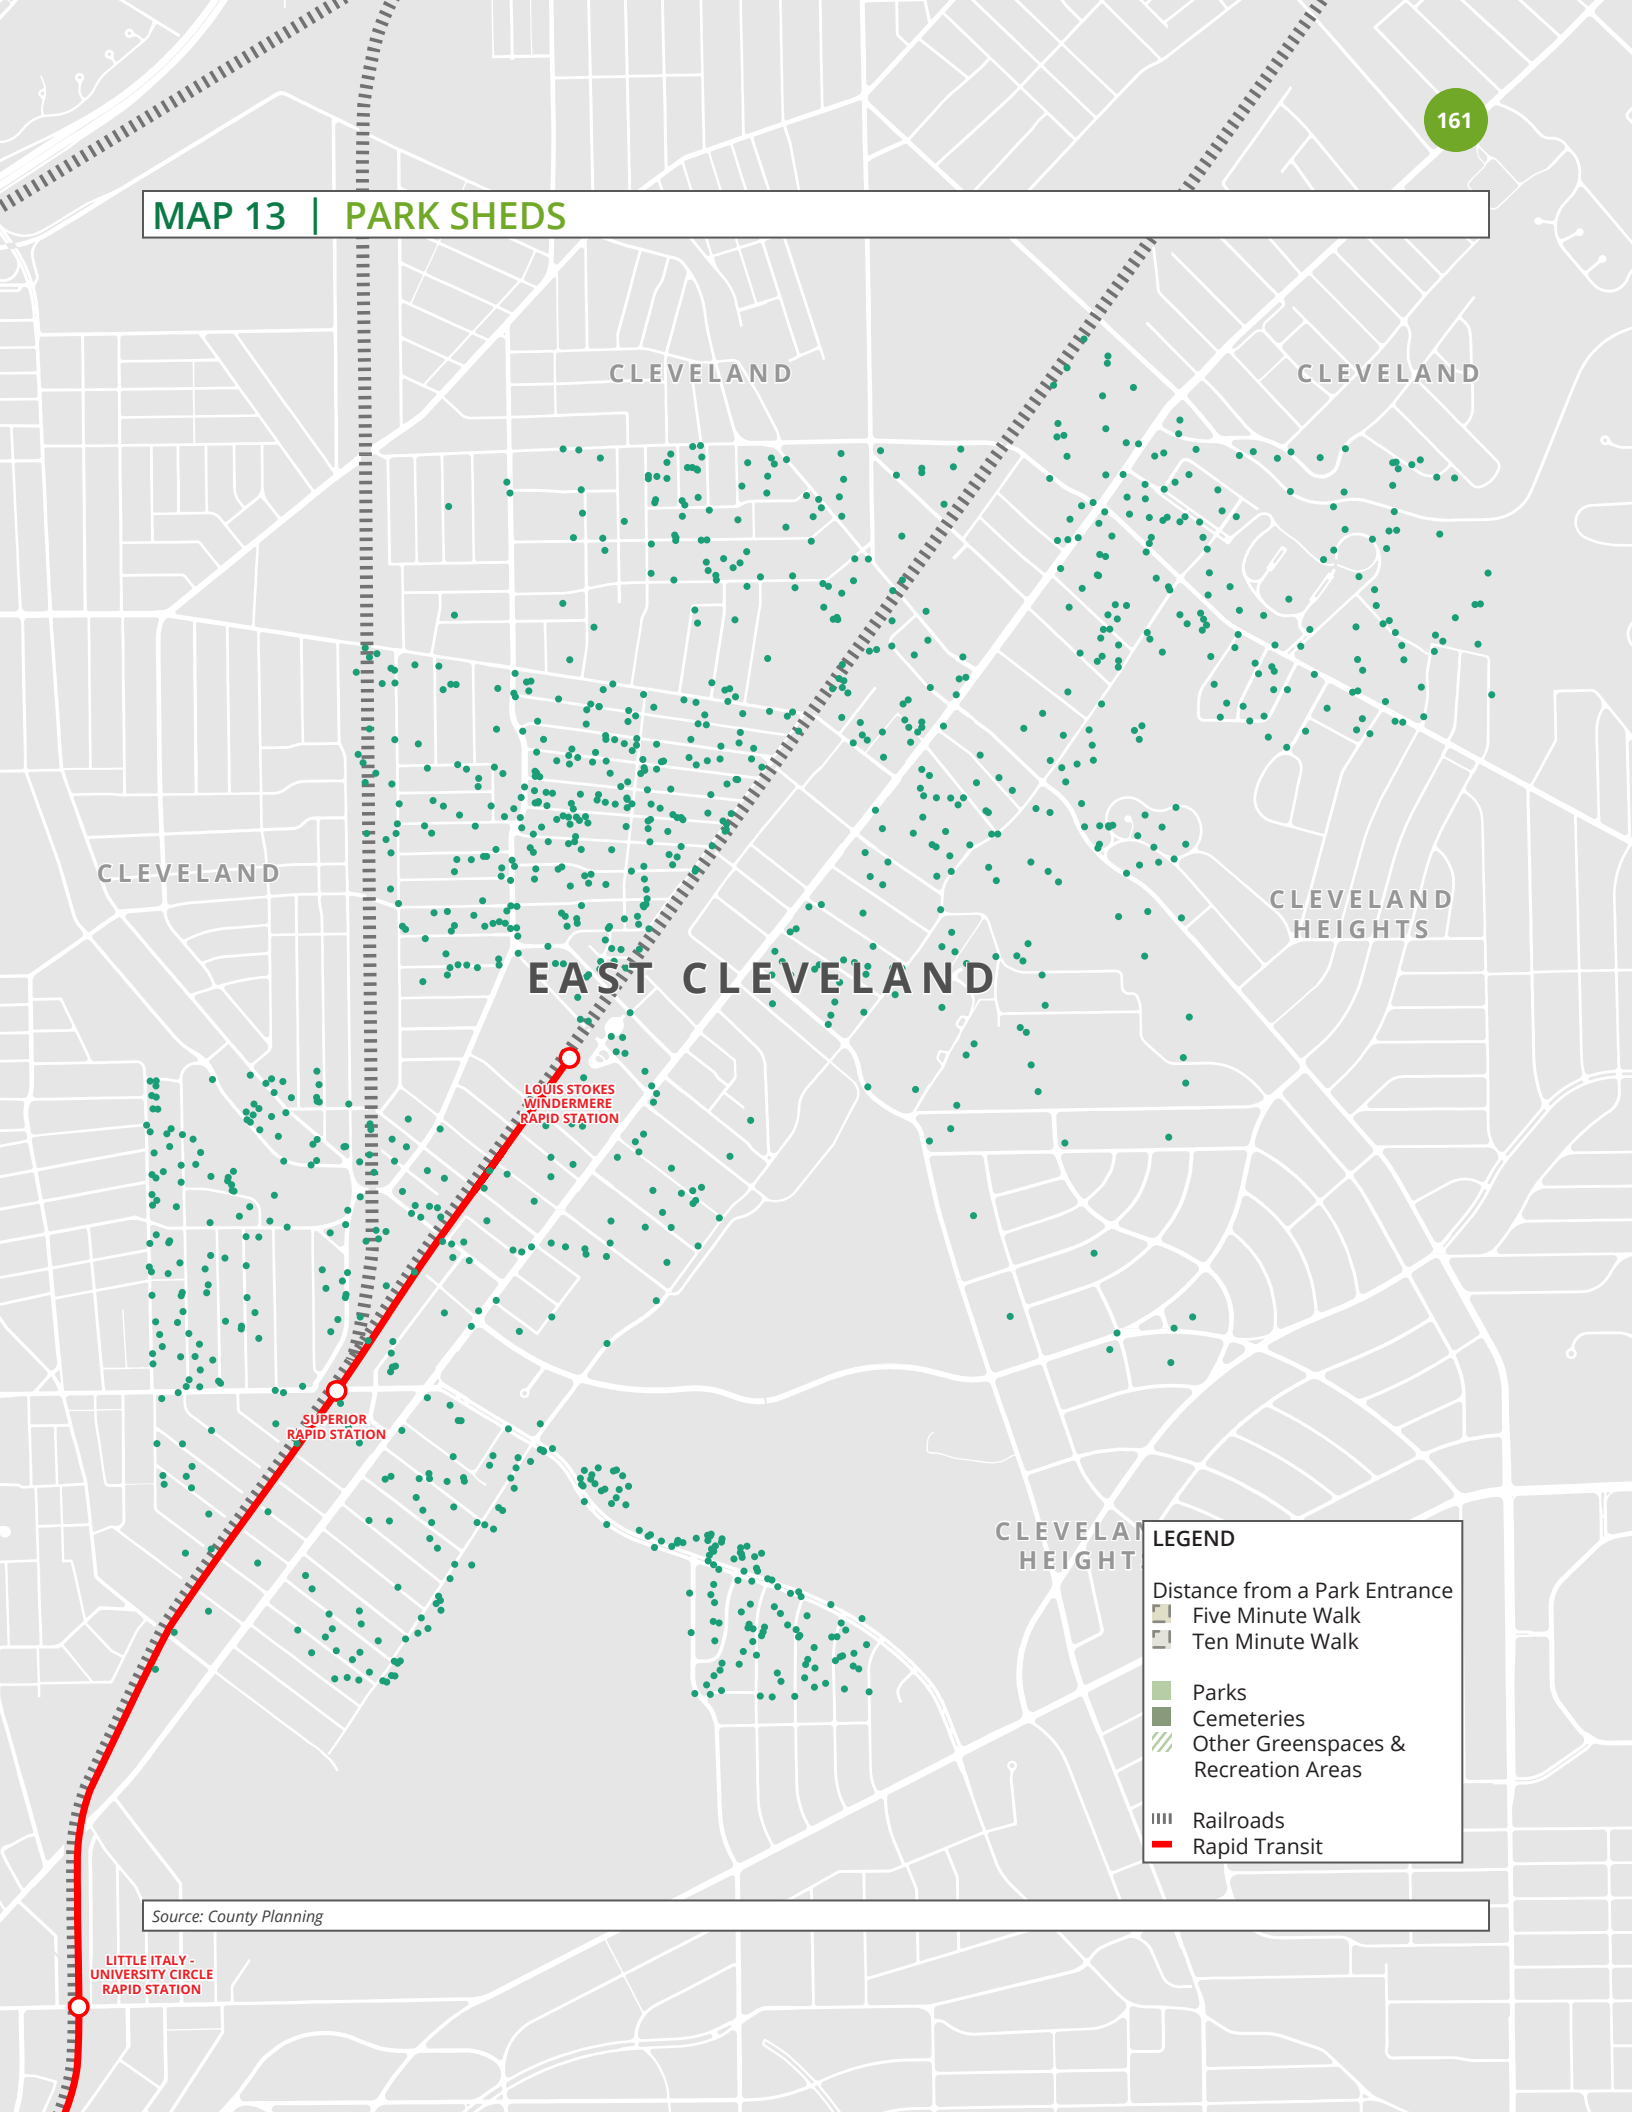 161
MAP 13 | PARK SHEDS
CLEVELAND
CLEVELAND
CLEVELAND
CLEVELAND
HEIGHTS
EAST CLEVELAND
LOUIS STOKES
WINDERMERE
RAPID STATION
SUPERIOR
RAPID STATION
CLEVELAN
HEIGHTS
LEGEND
Distance from a Park Entrance
Five Minute Walk
Ten Minute Walk
Parks
Cemeteries
Other Greenspaces &
Recreation Areas
Railroads
Rapid Transit
Source: County Planning
LITTLE ITALY -
UNIVERSITY CIRCLE
RAPID STATION